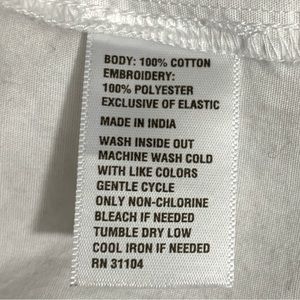 BODY: 100% COTTON
EMBROIDERY:
100% POLYESTER
EXCLUSIVE OF ELASTIC
MADE IN INDIA
WASH INSIDE OUT
MACHINE WASH COLD
WITH LIKE COLORS
GENTLE CYCLE
ONLY NON-CHLORINE
BLEACH IF NEEDED
TUMBLE DRY LOW
COOL IRON IF NEEDED
RN 31104